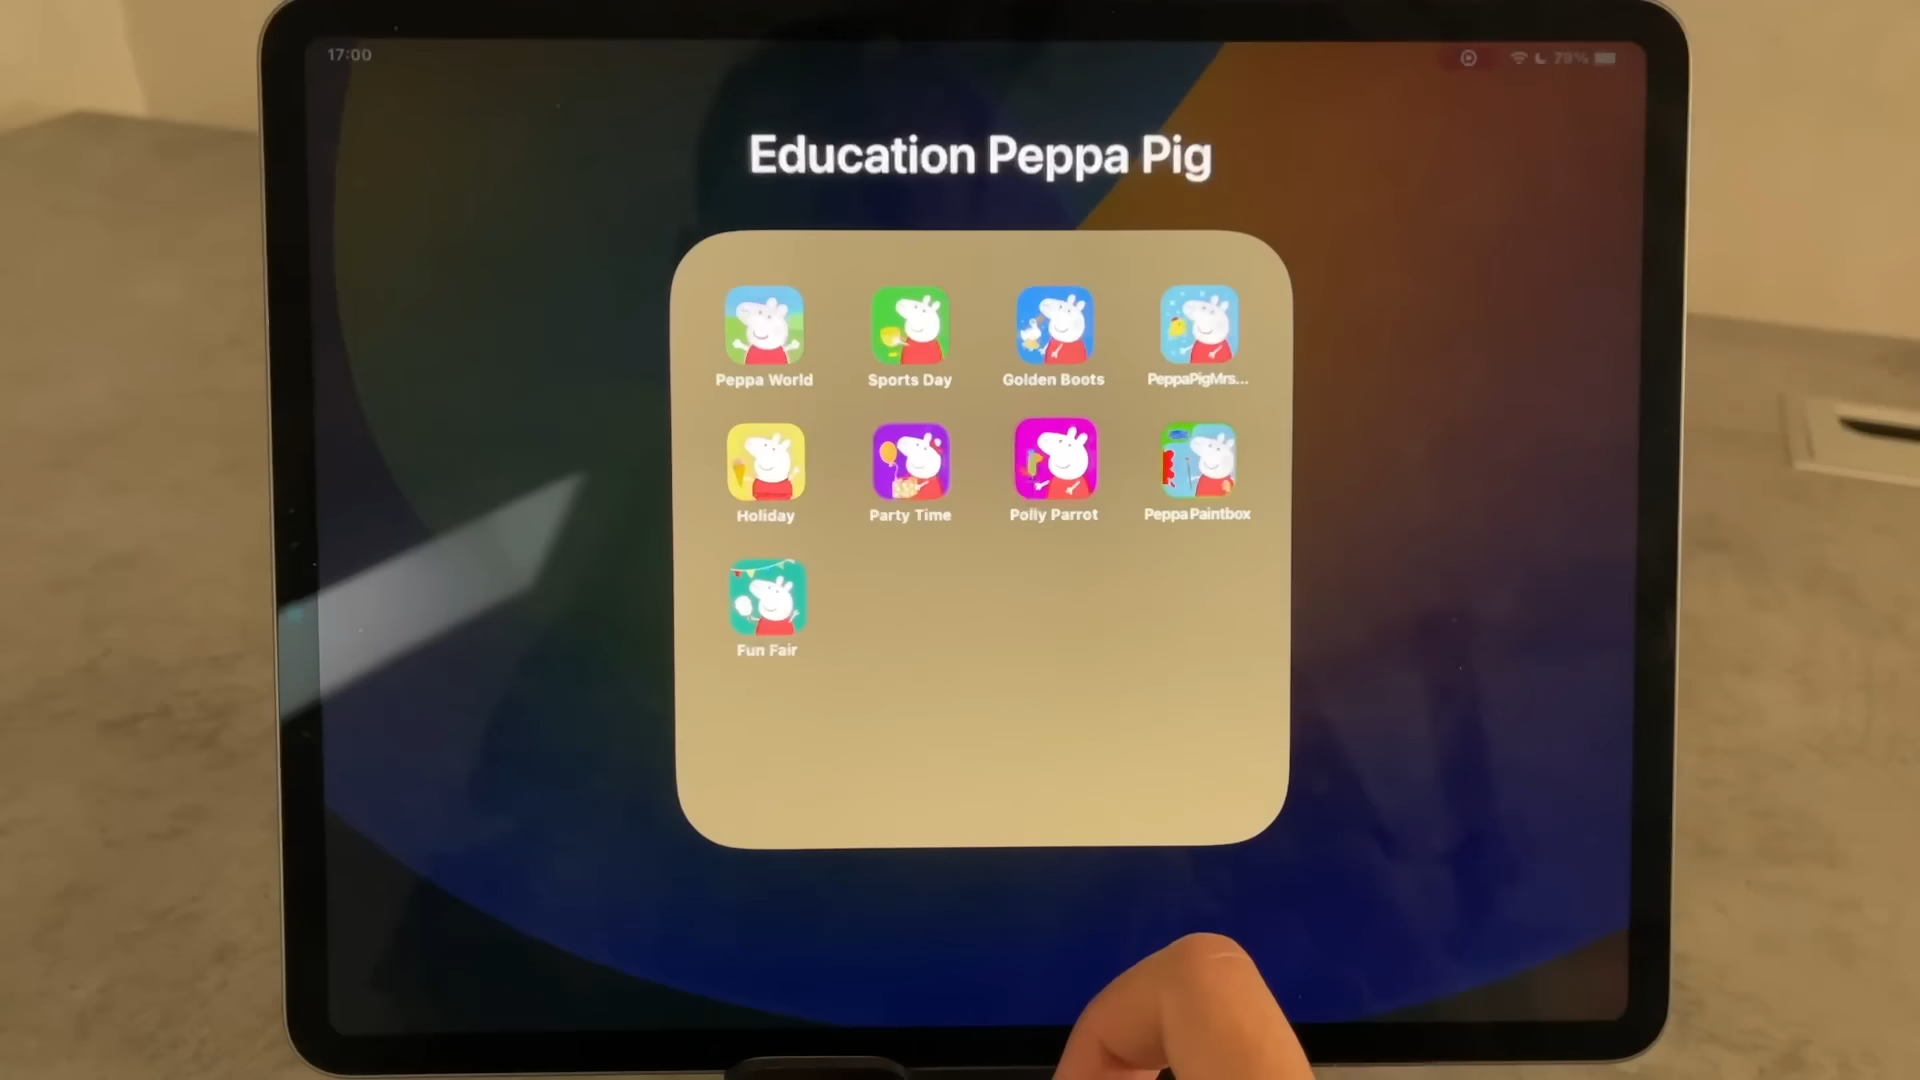 17:00
79%
Education Peppa Pig
Peppa World
Sports Day
Golden Boots
PeppaPigMrs...
Holiday
Party Time
Polly Parrot
Peppa Paintbox
Fun Fair